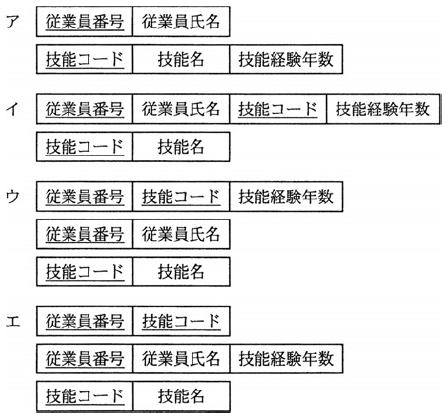 ア 従業員番号 従業員氏名
技能コード 技能名 技能経験年数
イ 従業員番号 従業員氏名 技能コード 技能経験年数
技能コード 技能名
ウ 従業員番号 技能コード 技能経験年数
従業員番号 従業員氏名
技能コード 技能名
エ 従業員番号 技能コード
従業員番号 従業員氏名 技能経験年数
技能コード 技能名